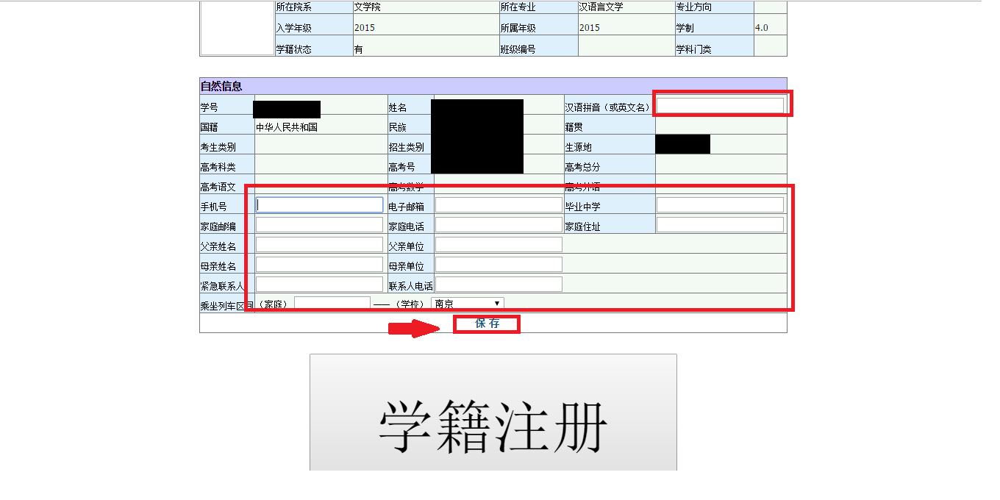 所在院系 文学院 所在专业 汉语言文学 专业方向
入学年级 2015 所属年级 2015 学制 4.0
学籍状态 有 班级编号 学科门类
自然信息
学号 姓名 汉语拼音（或英文名）
国籍 中华人民共和国 民族 籍贯
考生类别 招生类别 生源地
高考科类 高考号 高考总分
高考语文 高考数学 高考外语
手机号 电子邮箱 毕业中学
家庭邮编 家庭电话 家庭住址
父亲姓名 父亲单位
母亲姓名 母亲单位
紧急联系人 联系人电话
乘坐列车区间 （家庭） —— （学校） 南京
保 存
学籍注册